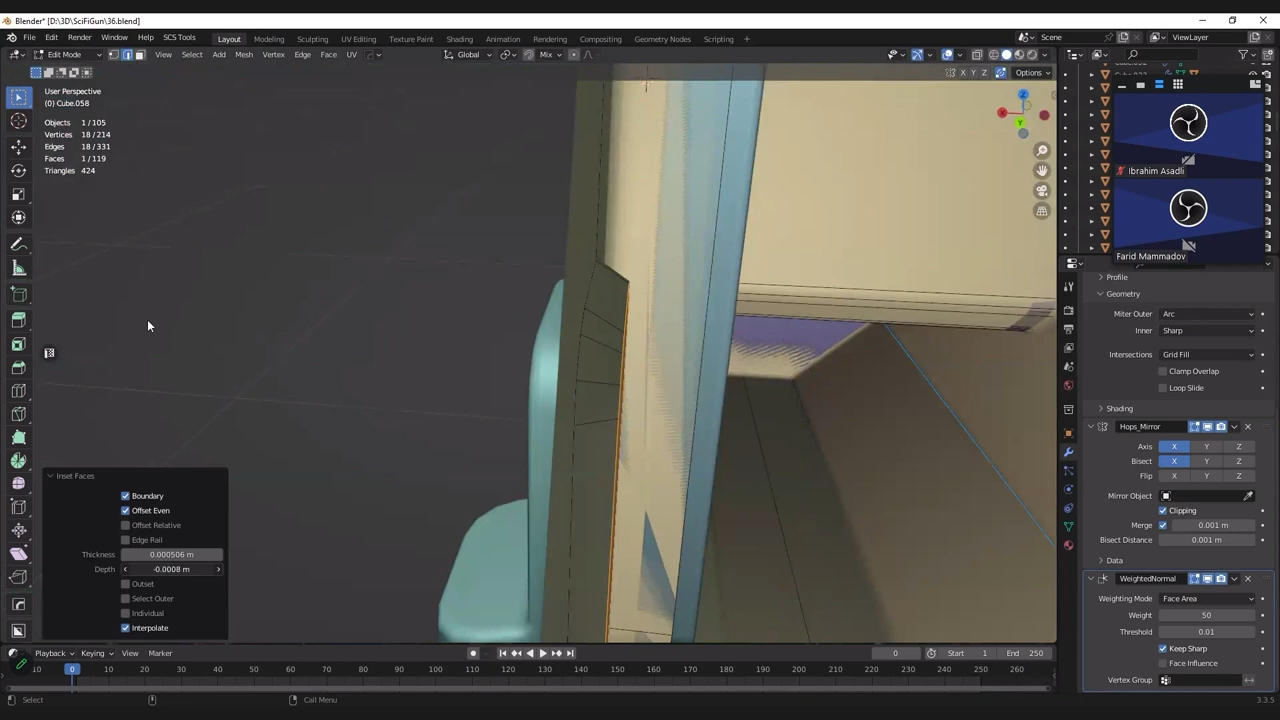 Blender* [D:\3D\SciFiGun\36.blend]
File Edit Render Window Help SCS Tools Layout Modeling Sculpting UV Editing Texture Paint Shading Animation Rendering Compositing Geometry Nodes Scripting + Scene ViewLayer
Edit Mode View Select Add Mesh Vertex Edge Face UV Global Mix
X Y Z Options
User Perspective
(0) Cube.058
Objects 1/105
Vertices 18/214
Edges 18/331
Faces 1/119
Triangles 424
Z
X
Y
Ibrahim Asadli
Farid Mammadov
Profile
Geometry
Miter Outer Arc
Inner Sharp
Intersections Grid Fill
Clamp Overlap
Loop Slide
Shading
Hops_Mirror
Axis X Y Z
Bisect X Y Z
Flip X Y Z
Mirror Object
Clipping
Merge 0.001 m
Bisect Distance 0.001 m
Data
WeightedNormal
Weighting Mode Face Area
Weight 50
Threshold 0.01
Keep Sharp
Face Influence
Vertex Group
Inset Faces
Boundary
Offset Even
Offset Relative
Edge Rail
Thickness 0.000506 m
Depth -0.0008 m
Outset
Select Outer
Individual
Interpolate
Playback Keying View Marker 0 Start 1 End 250
10 0 10 20 30 40 50 60 70 80 90 100 110 120 130 140 150 160 170 180 190 200 210 220 230 240 250 260
Select Call Menu 3.3.5